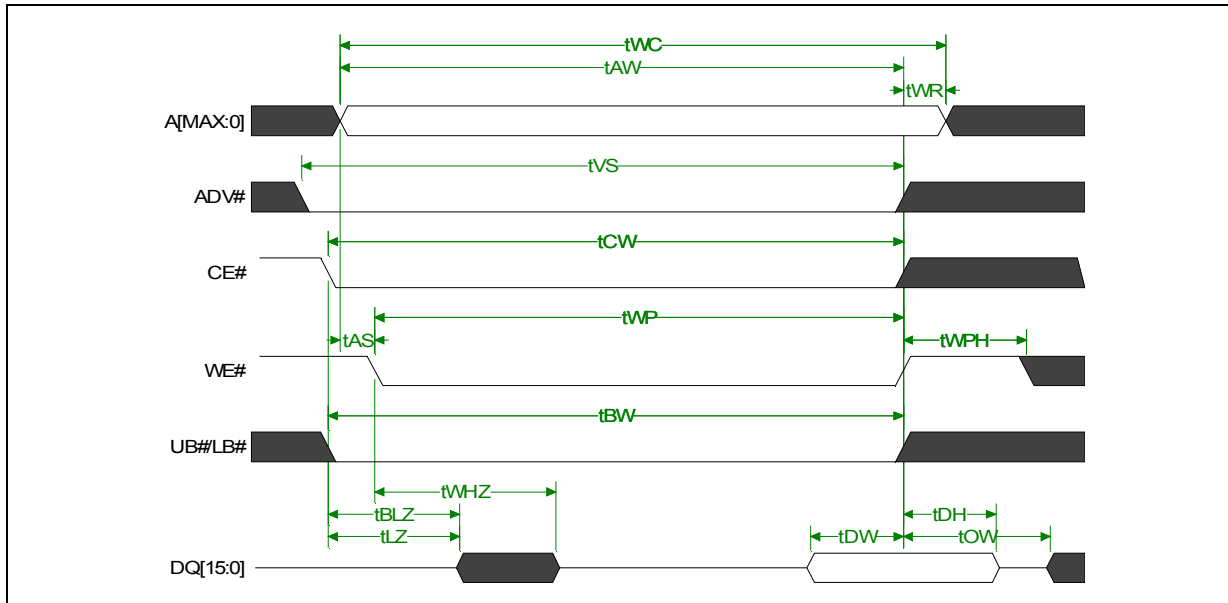 tWC
tAW
tWR
A[MAX:0]
tVS
ADV#
tCW
CE#
tWP
tAS
tWPH
WE#
tBW
UB#/LB#
tWHZ
tBLZ
tDH
tLZ
tDW
tOW
DQ[15:0]